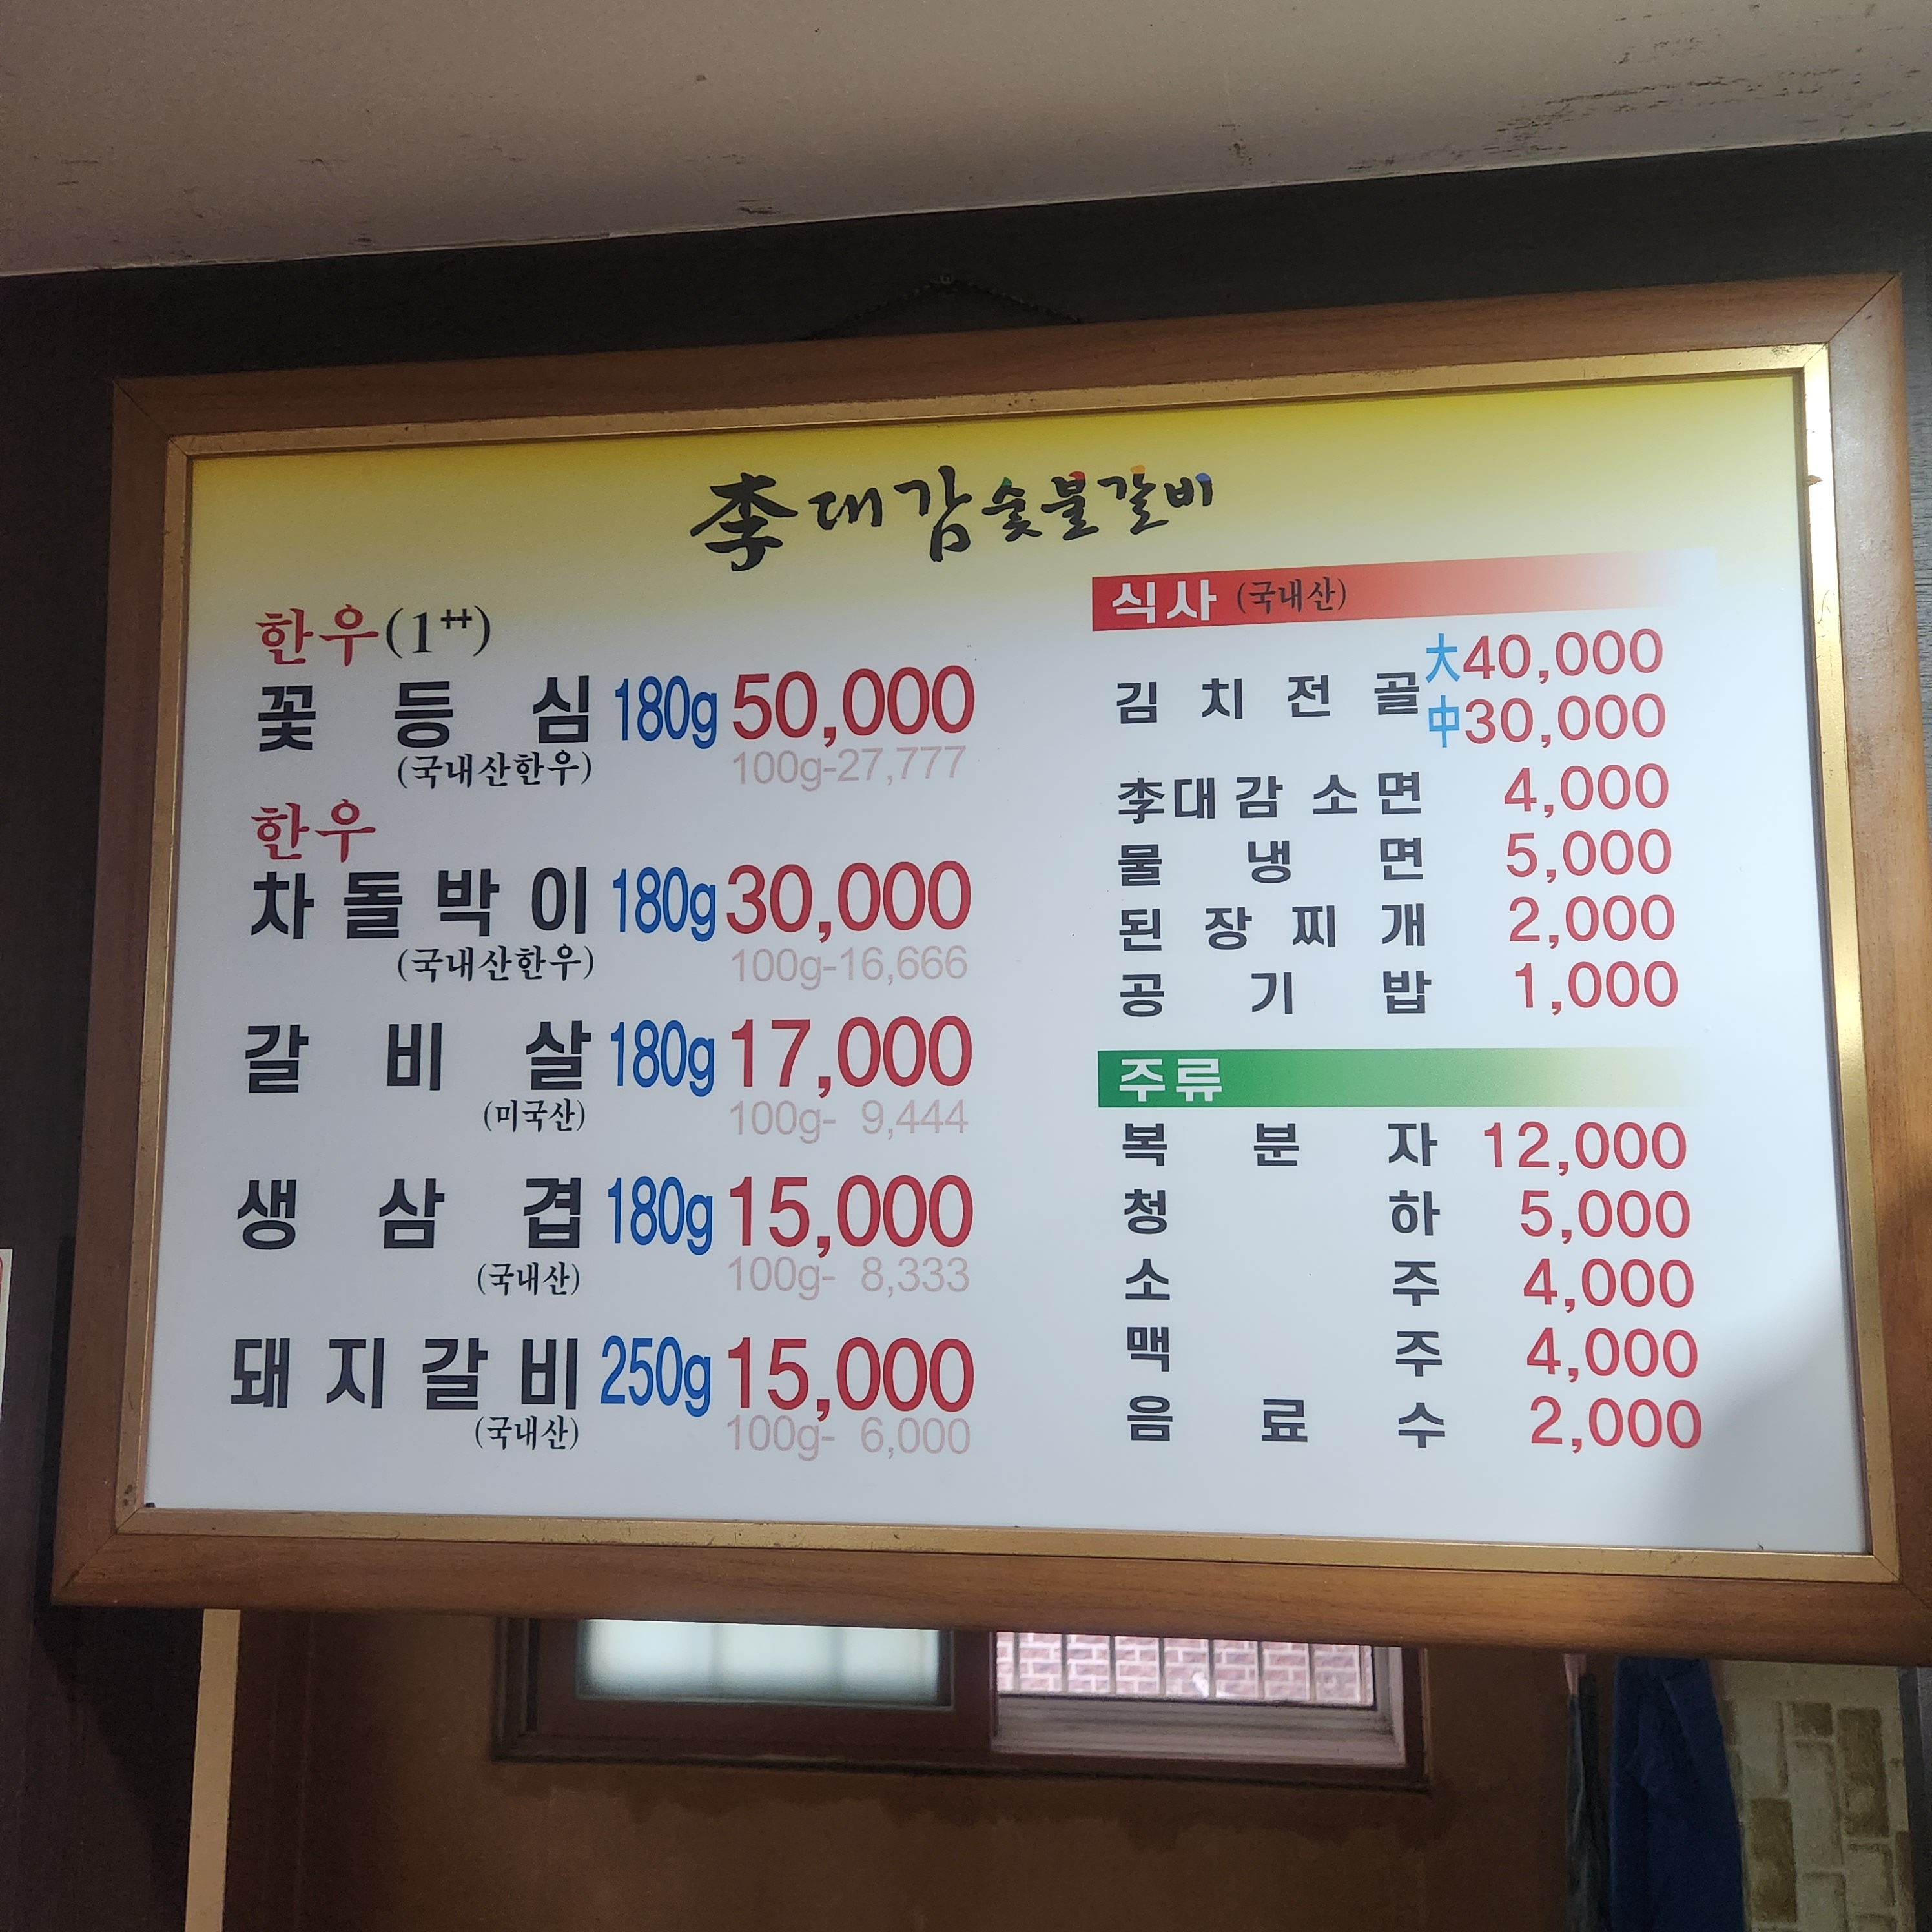 李대감숯불갈비
한우(1++)
꽃등심 180g 50,000
(국내산한우) 100g-27,777
한우
차돌박이 180g 30,000
(국내산한우) 100g-16,666
갈비살 180g 17,000
(미국산) 100g- 9,444
생삼겹 180g 15,000
(국내산) 100g- 8,333
돼지갈비 250g 15,000
(국내산) 100g- 6,000
식사 (국내산)
김치전골 大40,000
中30,000
李대감소면 4,000
물냉면 5,000
된장찌개 2,000
공기밥 1,000
주류
복분자 12,000
청하 5,000
소주 4,000
맥주 4,000
음료수 2,000